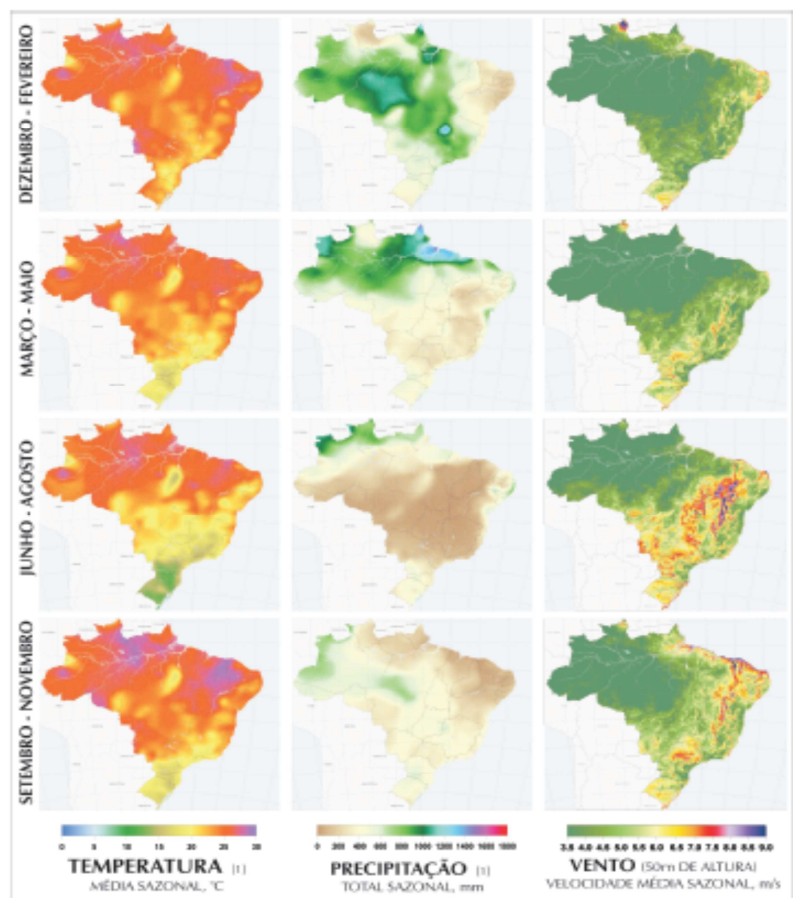 DEZEMBRO - FEVEREIRO
MARÇO - MAIO
JUNHO - AGOSTO
SETEMBRO - NOVEMBRO
0 5 10 15 20 25 30
TEMPERATURA [1]
MÉDIA SAZONAL, °C
0 200 400 600 800 1000 1200 1400 1600 1800
PRECIPITAÇÃO [1]
TOTAL SAZONAL, mm
3.5 4.0 4.5 5.0 5.5 6.0 6.5 7.0 7.5 8.0 8.5 9.0
VENTO (50m DE ALTURA)
VELOCIDADE MÉDIA SAZONAL, m/s